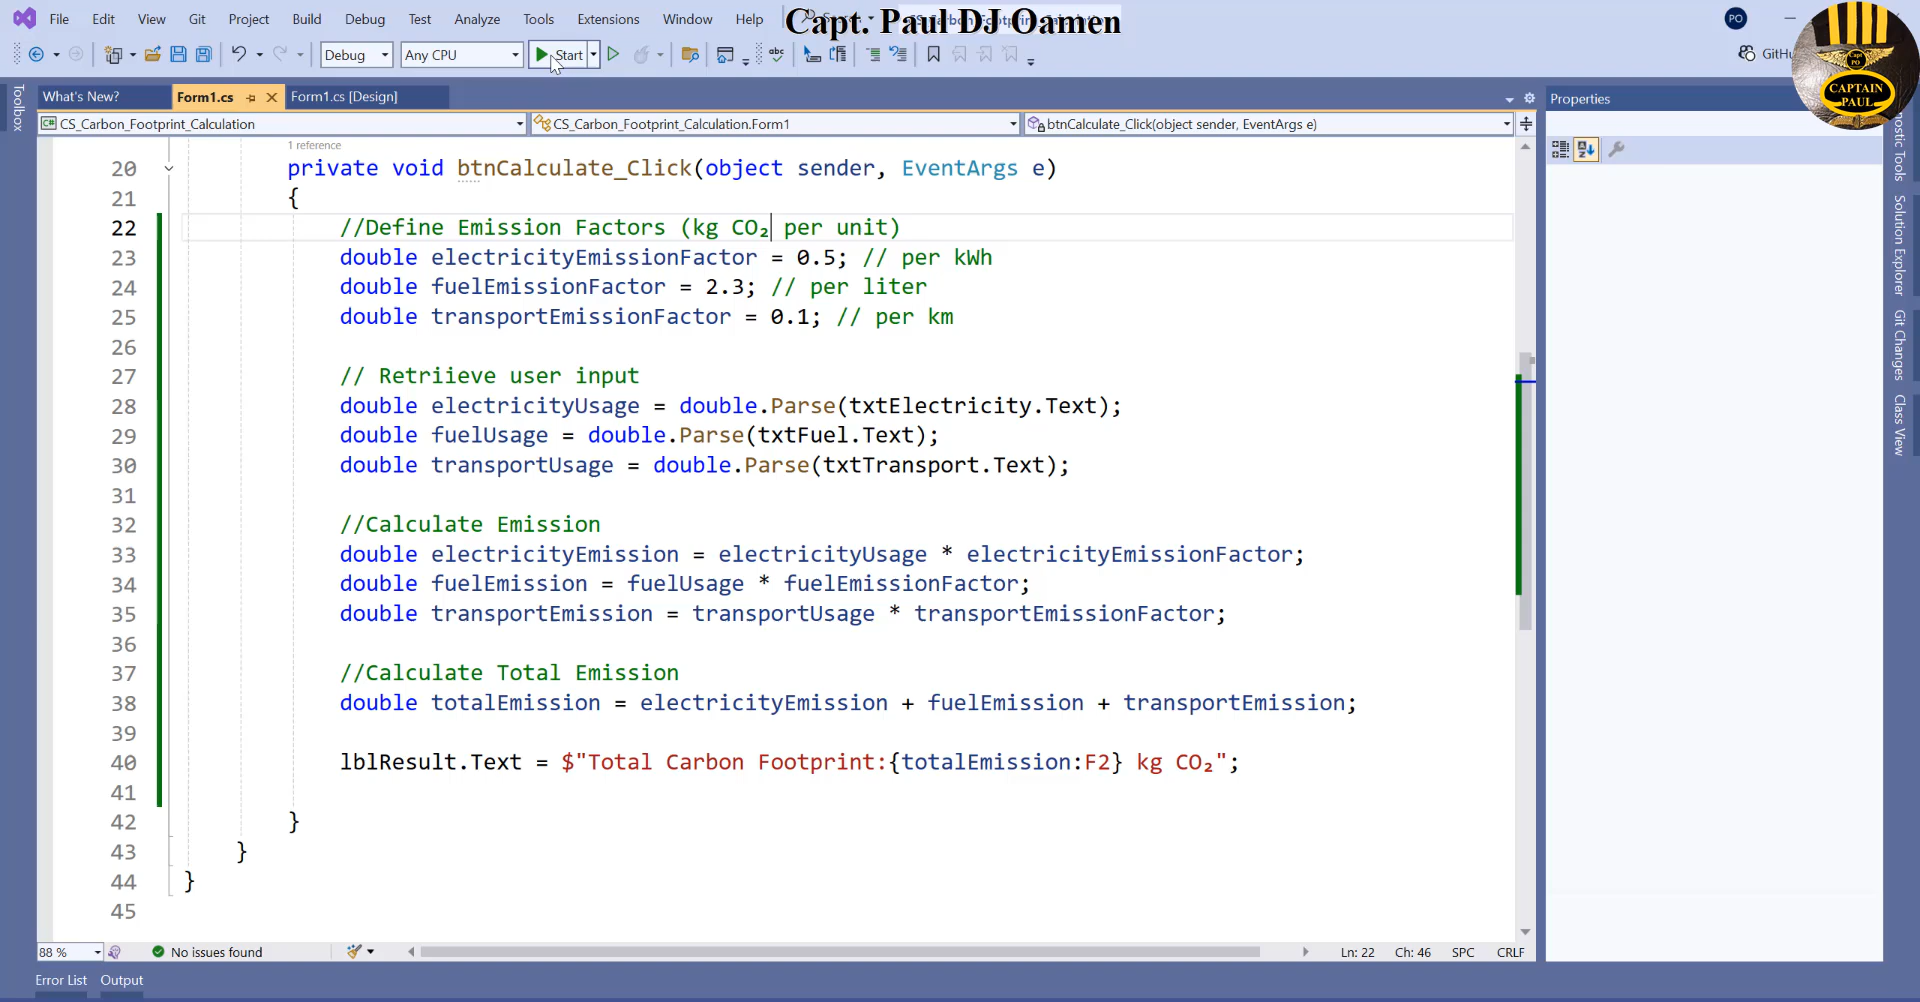 File Edit View Git Project Build Debug Test Analyze Tools Extensions Window Help
Capt. Paul DJ Oamen
PO
Debug Any CPU Start
GitHu
CAPTAIN
PAUL
Toolbox
What's New? Form1.cs Form1.cs [Design]
Properties
CS_Carbon_Footprint_Calculation CS_Carbon_Footprint_Calculation.Form1 btnCalculate_Click(object sender, EventArgs e)
1 reference
20 private void btnCalculate_Click(object sender, EventArgs e)
21 {
22 //Define Emission Factors (kg CO₂ per unit)
23 double electricityEmissionFactor = 0.5; // per kWh
24 double fuelEmissionFactor = 2.3; // per liter
25 double transportEmissionFactor = 0.1; // per km
26
27 // Retriieve user input
28 double electricityUsage = double.Parse(txtElectricity.Text);
29 double fuelUsage = double.Parse(txtFuel.Text);
30 double transportUsage = double.Parse(txtTransport.Text);
31
32 //Calculate Emission
33 double electricityEmission = electricityUsage * electricityEmissionFactor;
34 double fuelEmission = fuelUsage * fuelEmissionFactor;
35 double transportEmission = transportUsage * transportEmissionFactor;
36
37 //Calculate Total Emission
38 double totalEmission = electricityEmission + fuelEmission + transportEmission;
39
40 lblResult.Text = $"Total Carbon Footprint:{totalEmission:F2} kg CO₂";
41
42 }
43 }
44 }
45
nostic Tools
Solution Explorer
Git Changes
Class View
88 % No issues found Ln: 22 Ch: 46 SPC CRLF
Error List Output